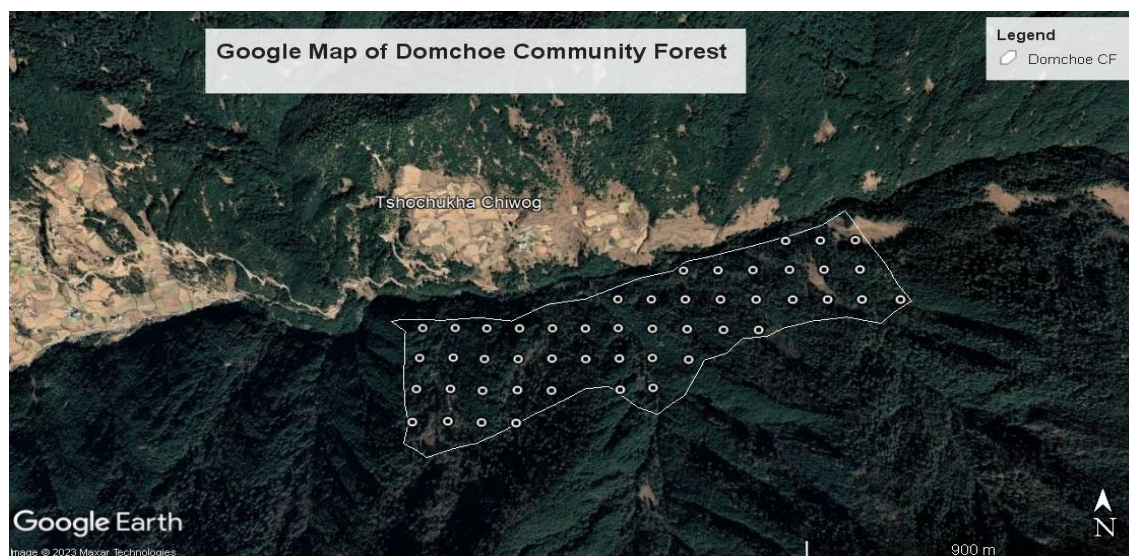 Google Map of Domchoe Community Forest
Legend
Domchoe CF
Tshochukha Chiwog
Google Earth
Image © 2023 Maxar Technologies
N
900 m